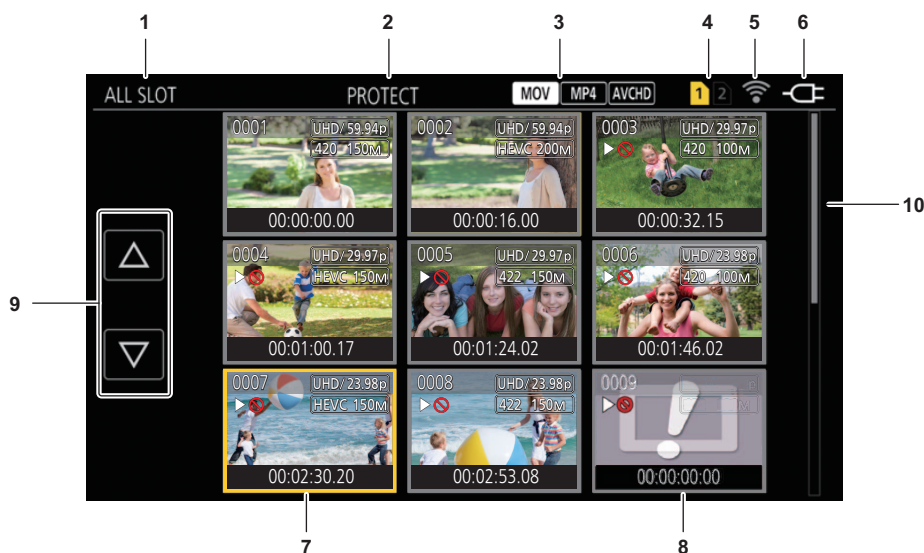 1 2 3 4 5 6
ALL SLOT PROTECT MOV MP4 AVCHD 1 2
0001 UHD/59.94p 0002 UHD/59.94p 0003 UHD/29.97p
420 150M HEVC 200M 420 100M
00:00:00.00 00:00:16.00 00:00:32.15
10
0004 UHD/29.97p 0005 UHD/29.97p 0006 UHD/23.98p
HEVC 150M 422 150M 420 100M
9
00:01:00.17 00:01:24.02 00:01:46.02
0007 UHD/23.98p 0008 UHD/23.98p 0009 p
HEVC 150M 422 150M M
00:02:30.20 00:02:53.08 00:00:00:00
7 8